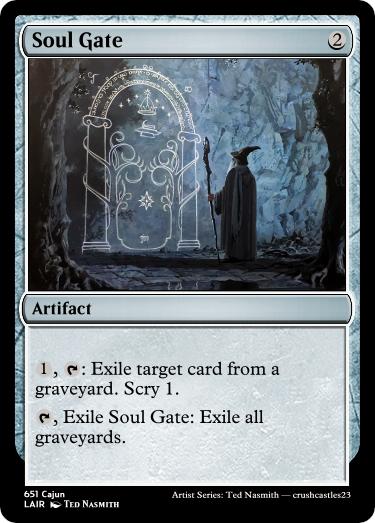 Soul Gate 2
Artifact
1, T: Exile target card from a
graveyard. Scry 1.
T, Exile Soul Gate: Exile all
graveyards.
651 Cajun
LAIR Ted Nasmith
Artist Series: Ted Nasmith — crushcastles23